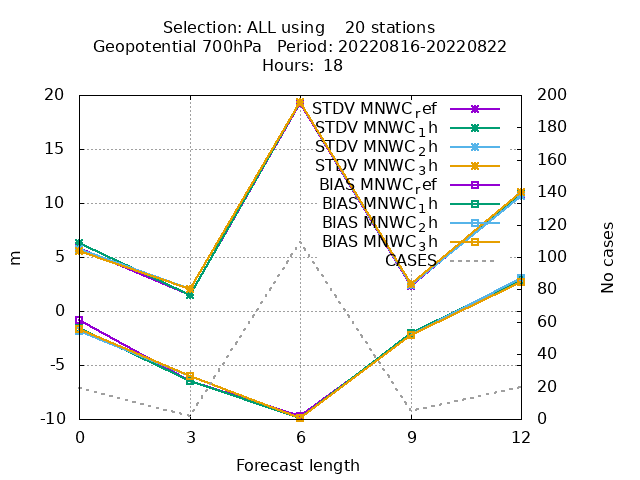 Selection: ALL using    20 stations
Geopotential 700hPa   Period: 20220816-20220822
Hours: 18
20 15 10 5 0 -5 -10
m
200 180 160 140 120 100 80 60 40 20 0
No cases
STDV MNWC_ref
STDV MNWC_1h
STDV MNWC_2h
STDV MNWC_3h
BIAS MNWC_ref
BIAS MNWC_1h
BIAS MNWC_2h
BIAS MNWC_3h
CASES
0 3 6 9 12
Forecast length